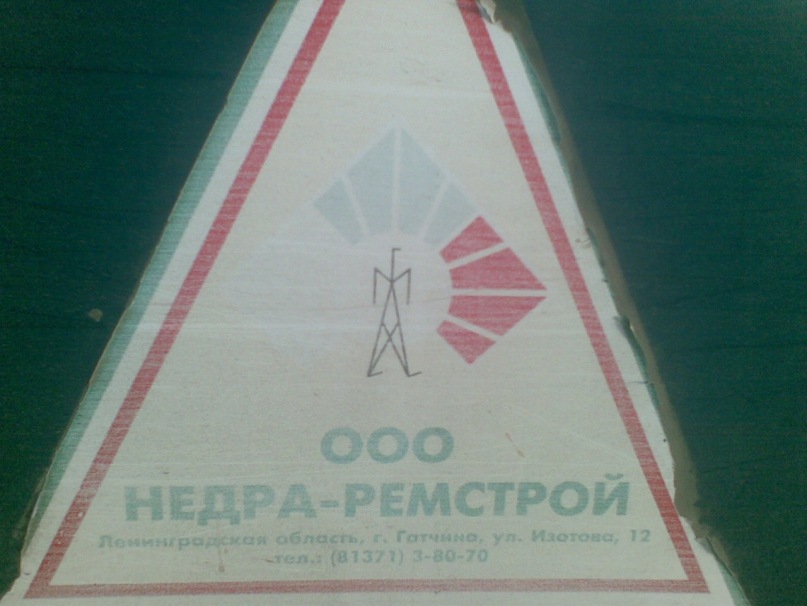 ООО
НЕДРА-РЕМСТРОЙ
Ленинградская область, г. Гатчина, ул. Изотова, 12
тел.: (81371) 3-80-70